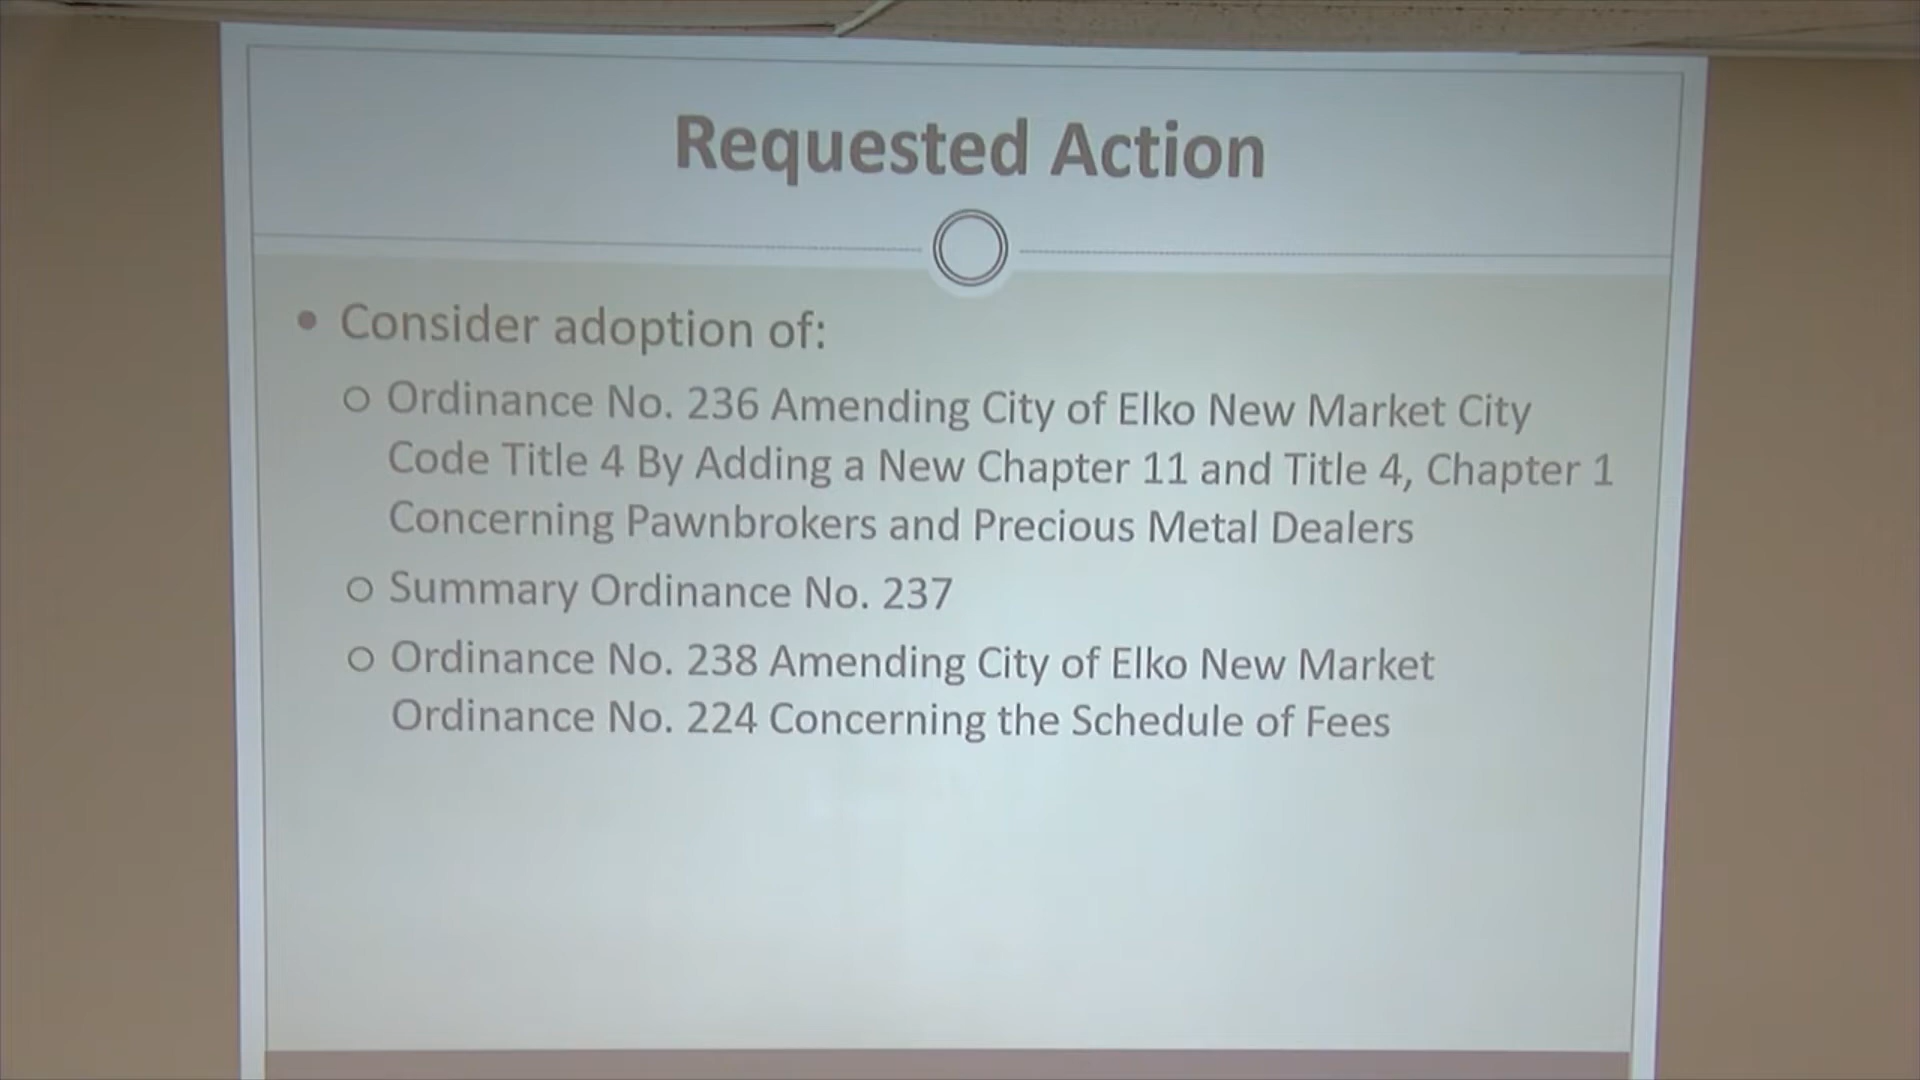 Requested Action
• Consider adoption of:
○ Ordinance No. 236 Amending City of Elko New Market City
Code Title 4 By Adding a New Chapter 11 and Title 4, Chapter 1
Concerning Pawnbrokers and Precious Metal Dealers
○ Summary Ordinance No. 237
○ Ordinance No. 238 Amending City of Elko New Market
Ordinance No. 224 Concerning the Schedule of Fees